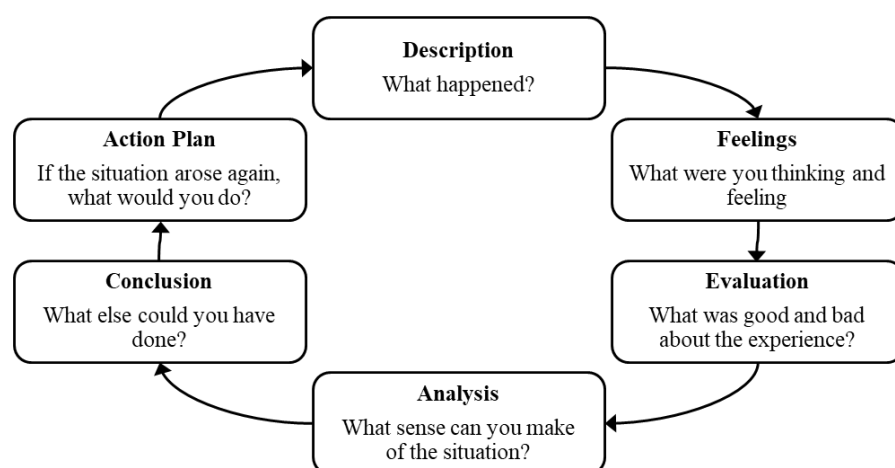 Description
What happened?
Feelings
What were you thinking and
feeling
Evaluation
What was good and bad
about the experience?
Analysis
What sense can you make
of the situation?
Conclusion
What else could you have
done?
Action Plan
If the situation arose again,
what would you do?